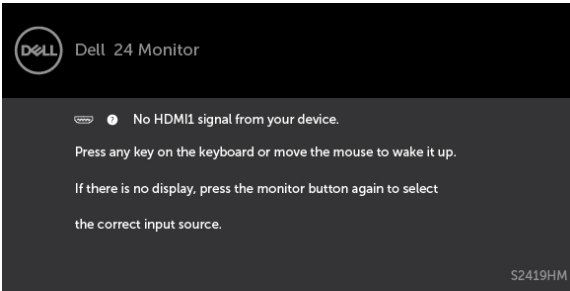 DELL
Dell 24 Monitor
? No HDMI1 signal from your device.
Press any key on the keyboard or move the mouse to wake it up.
If there is no display, press the monitor button again to select
the correct input source.
S2419HM